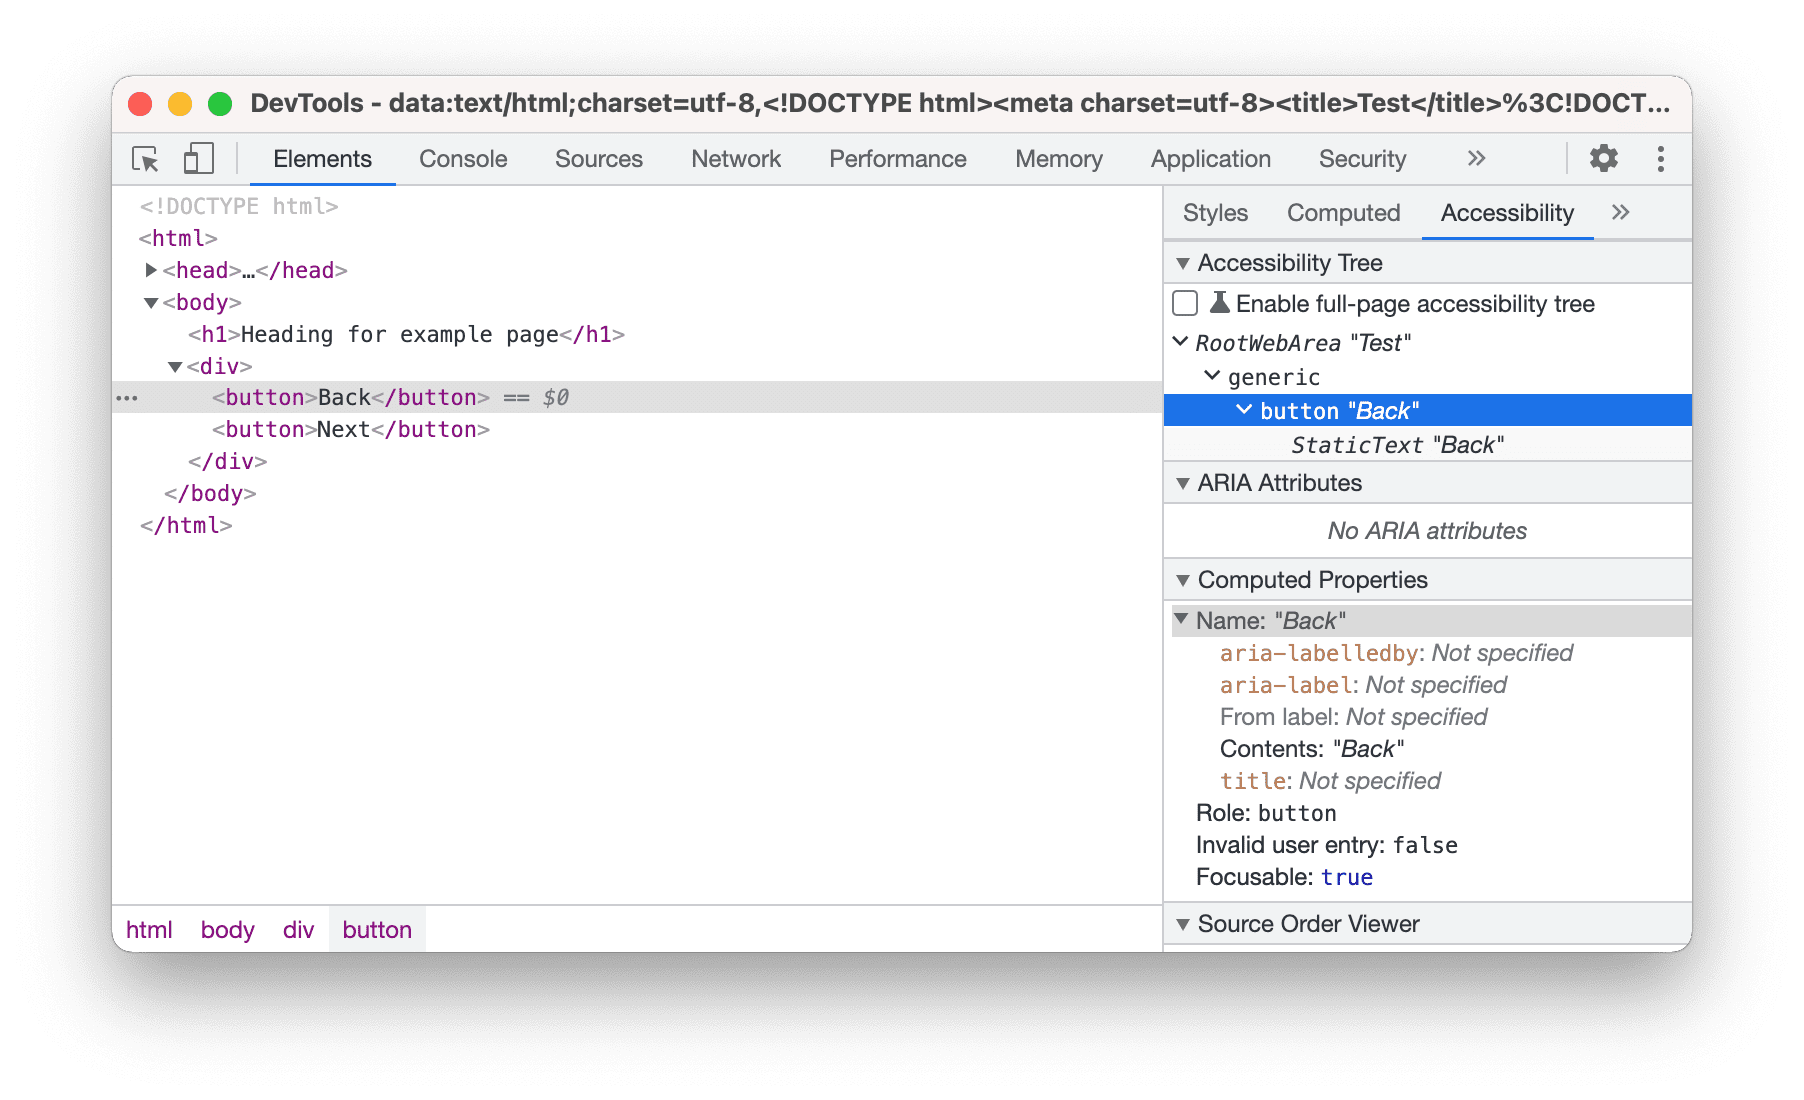 DevTools - data:text/html;charset=utf-8,<!DOCTYPE html><meta charset=utf-8><title>Test</title>%3C!DOCT...
Elements Console Sources Network Performance Memory Application Security »
<!DOCTYPE html>
<html>
<head>…</head>
<body>
<h1>Heading for example page</h1>
<div>
<button>Back</button> == $0
<button>Next</button>
</div>
</body>
</html>
html body div button
Styles Computed Accessibility »
Accessibility Tree
Enable full-page accessibility tree
RootWebArea "Test"
generic
button "Back"
StaticText "Back"
ARIA Attributes
No ARIA attributes
Computed Properties
Name: "Back"
aria-labelledby: Not specified
aria-label: Not specified
From label: Not specified
Contents: "Back"
title: Not specified
Role: button
Invalid user entry: false
Focusable: true
Source Order Viewer